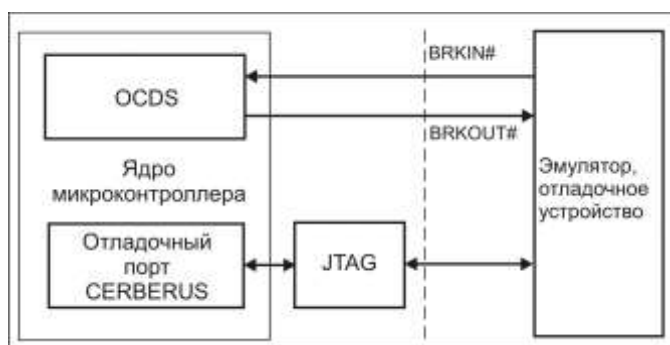 OCDS
BRKIN#
BRKOUT#
Ядро
микроконтроллера
Эмулятор,
отладочное
устройство
Отладочный
порт
CERBERUS
JTAG